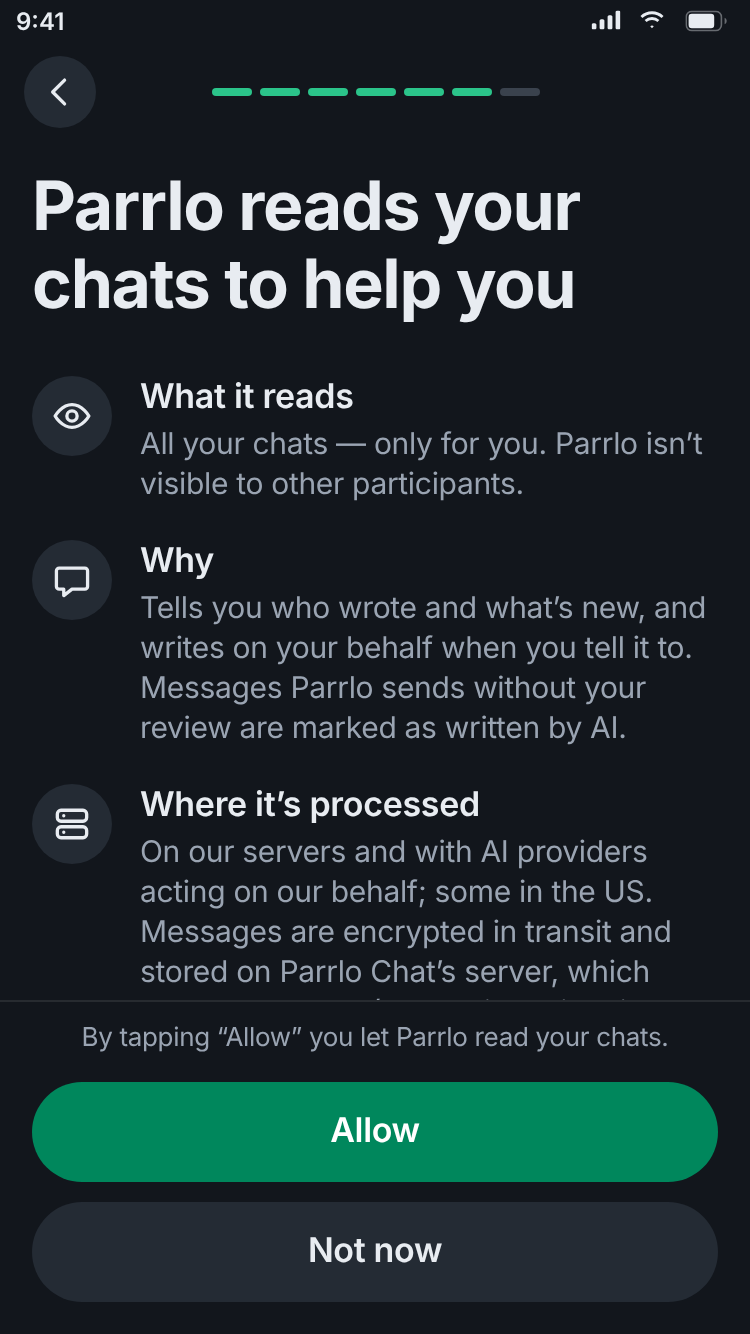 9:41
Parrlo reads your
chats to help you
What it reads
All your chats — only for you. Parrlo isn’t
visible to other participants.
Why
Tells you who wrote and what’s new, and
writes on your behalf when you tell it to.
Messages Parrlo sends without your
review are marked as written by AI.
Where it’s processed
On our servers and with AI providers
acting on our behalf; some in the US.
Messages are encrypted in transit and
stored on Parrlo Chat’s server, which
By tapping “Allow” you let Parrlo read your chats.
Allow
Not now